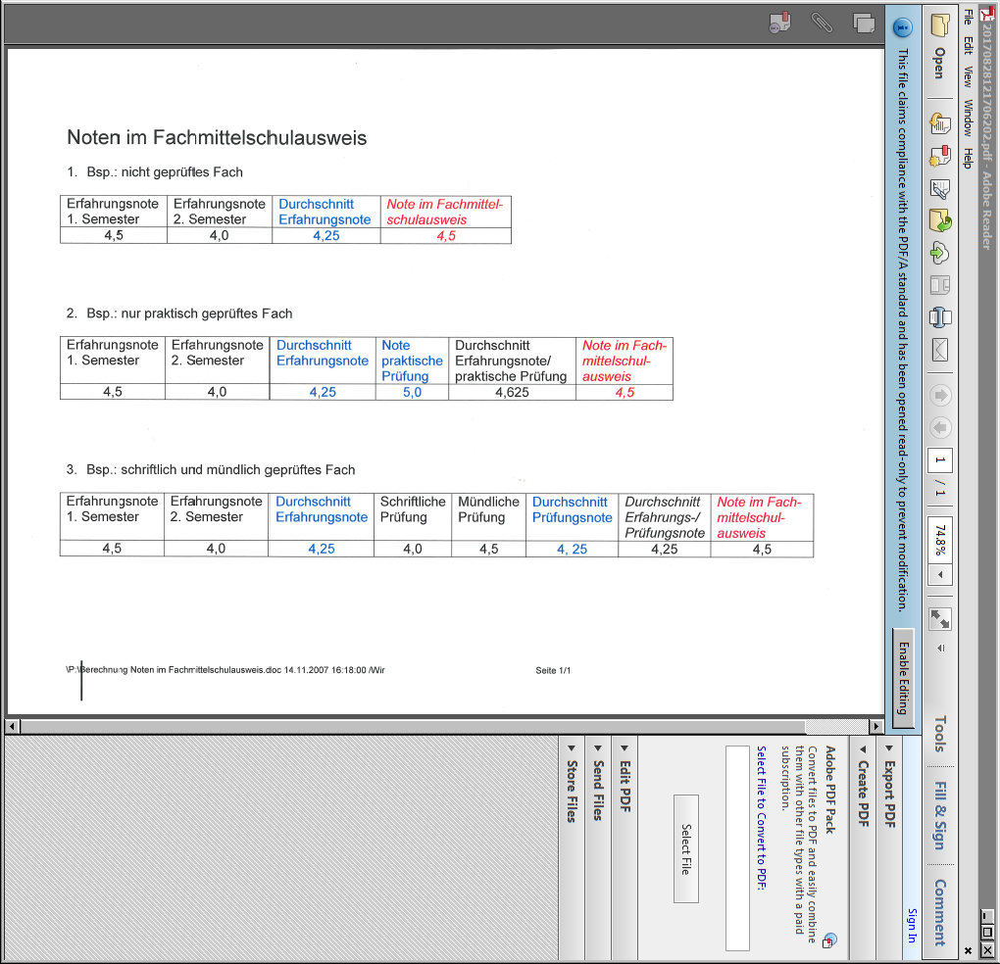 20170828121706202.pdf - Adobe Reader
File Edit View Window Help
Open
1 / 1
74.8%
Tools
Fill & Sign
Comment
This file claims compliance with the PDF/A standard and has been opened read-only to prevent modification.
Enable Editing
Noten im Fachmittelschulausweis
1. Bsp.: nicht geprüftes Fach
Erfahrungsnote 1. Semester
Erfahrungsnote 2. Semester
Durchschnitt Erfahrungsnote
Note im Fachmittel-schulausweis
4,5 4,0 4,25 4,5
2. Bsp.: nur praktisch geprüftes Fach
Erfahrungsnote 1. Semester
Erfahrungsnote 2. Semester
Durchschnitt Erfahrungsnote
Note praktische Prüfung
Durchschnitt Erfahrungsnote/ praktische Prüfung
Note im Fach-mittelschul-ausweis
4,5 4,0 4,25 5,0 4,625 4,5
3. Bsp.: schriftlich und mündlich geprüftes Fach
Erfahrungsnote 1. Semester
Erfahrungsnote 2. Semester
Durchschnitt Erfahrungsnote
Schriftliche Prüfung
Mündliche Prüfung
Durchschnitt Prüfungsnote
Durchschnitt Erfahrungs-/ Prüfungsnote
Note im Fach-mittelschul-ausweis
4,5 4,0 4,25 4,0 4,5 4, 25 4,25 4,5
\P:\Berechnung Noten im Fachmittelschulausweis.doc 14.11.2007 16:18:00 /Wir
Seite 1/1
Sign In
Export PDF
Create PDF
Adobe PDF Pack
Convert files to PDF and easily combine
them with other file types with a paid
subscription.
Select File to Convert to PDF:
Select File
Edit PDF
Send Files
Store Files